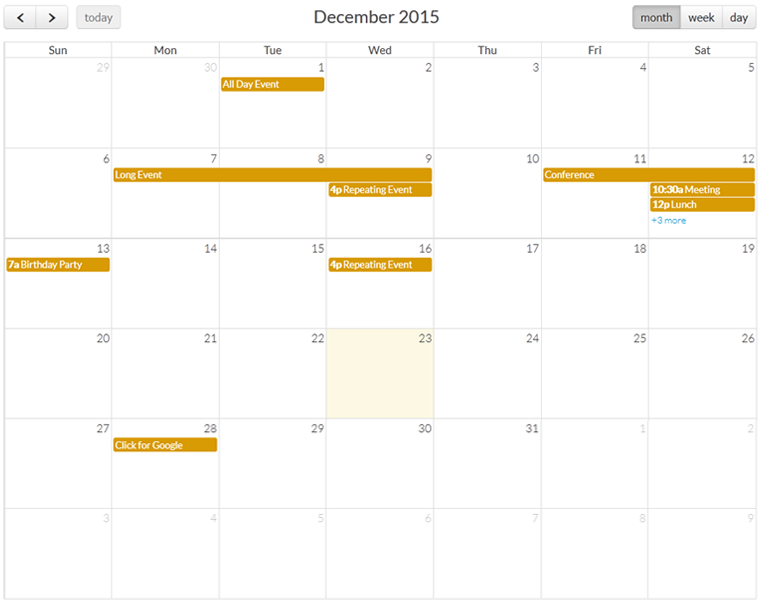 today December 2015 month week day
Sun Mon Tue Wed Thu Fri Sat
29 30 1 2 3 4 5
All Day Event
6 7 8 9 10 11 12
Long Event Conference
4p Repeating Event 10:30a Meeting
12p Lunch
+3 more
13 14 15 16 17 18 19
7a Birthday Party 4p Repeating Event
20 21 22 23 24 25 26
27 28 29 30 31 1 2
Click for Google
3 4 5 6 7 8 9